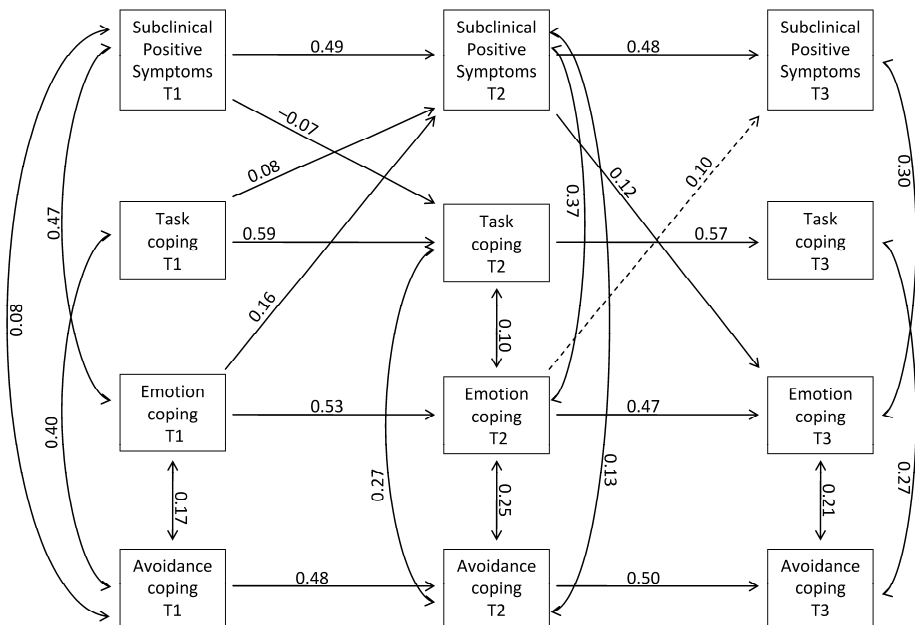 Subclinical
Positive
Symptoms
T1
0.49
Subclinical
Positive
Symptoms
T2
0.48
Subclinical
Positive
Symptoms
T3
−0.07
0.08
0.12
0.10
0.30
0.37
0.47
Task
coping
T1
0.59
Task
coping
T2
0.57
Task
coping
T3
0.16
0.08
0.10
Emotion
coping
T1
0.53
Emotion
coping
T2
0.47
Emotion
coping
T3
0.40
0.27
0.13
0.27
0.17
0.25
0.21
Avoidance
coping
T1
0.48
Avoidance
coping
T2
0.50
Avoidance
coping
T3